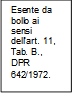 Esente da
bollo ai
sensi
dell'art. 11,
Tab. B.,
DPR
642/1972.